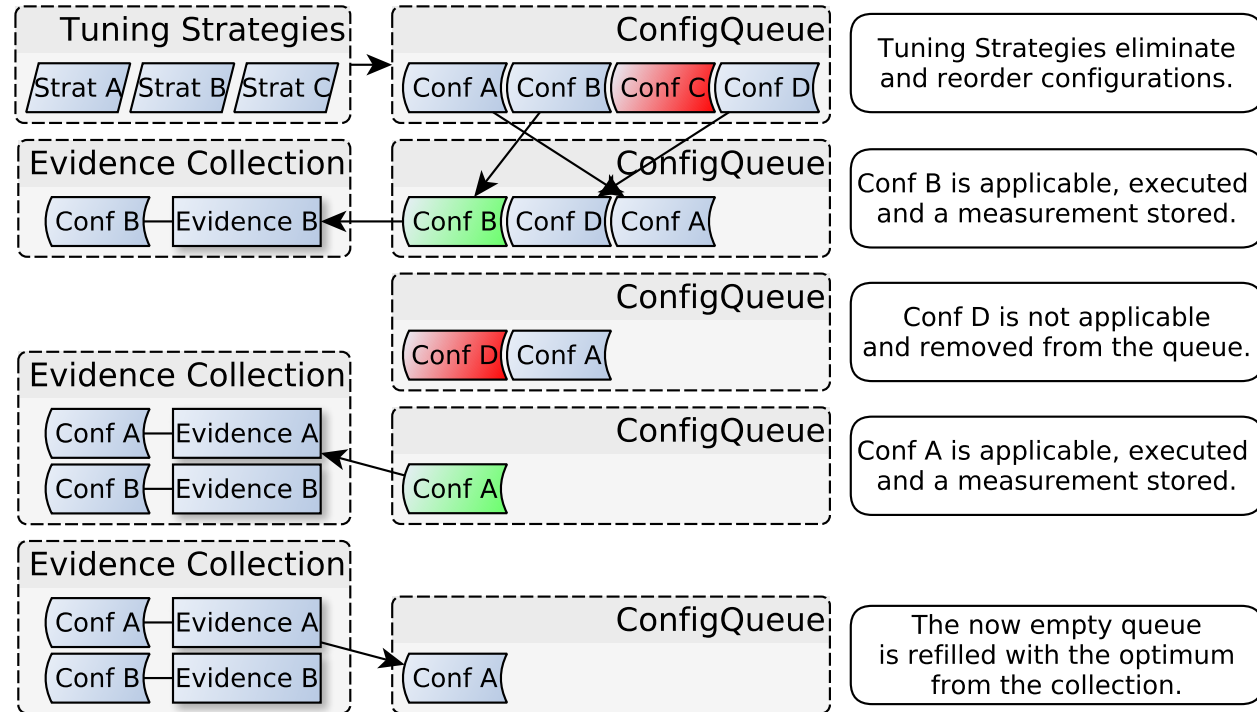 Tuning Strategies
Strat A Strat B Strat C
ConfigQueue
Conf A Conf B Conf C Conf D
Tuning Strategies eliminate
and reorder configurations.
Evidence Collection
Conf B Evidence B
ConfigQueue
Conf B Conf D Conf A
Conf B is applicable, executed
and a measurement stored.
ConfigQueue
Conf D Conf A
Conf D is not applicable
and removed from the queue.
Evidence Collection
Conf A Evidence A
Conf B Evidence B
ConfigQueue
Conf A
Conf A is applicable, executed
and a measurement stored.
Evidence Collection
Conf A Evidence A
Conf B Evidence B
ConfigQueue
Conf A
The now empty queue
is refilled with the optimum
from the collection.